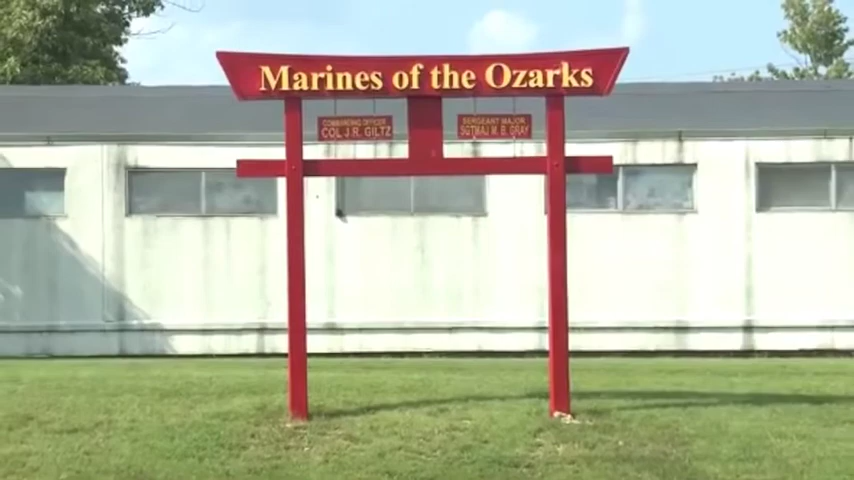 Marines of the Ozarks
COMMANDING OFFICER
COL J.R. GILTZ
SERGEANT MAJOR
SGTMAJ M. B. GRAY